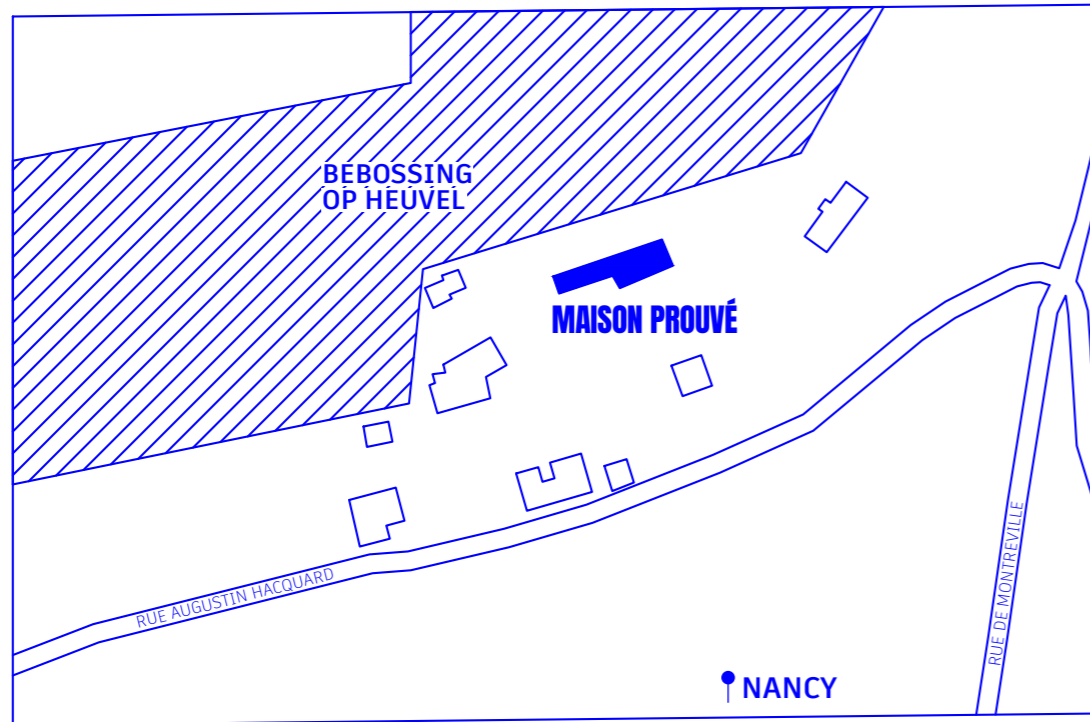 BEBOSSING
OP HEUVEL
MAISON PROUVÉ
RUE AUGUSTIN HACQUARD
RUE DE MONTREVILLE
NANCY